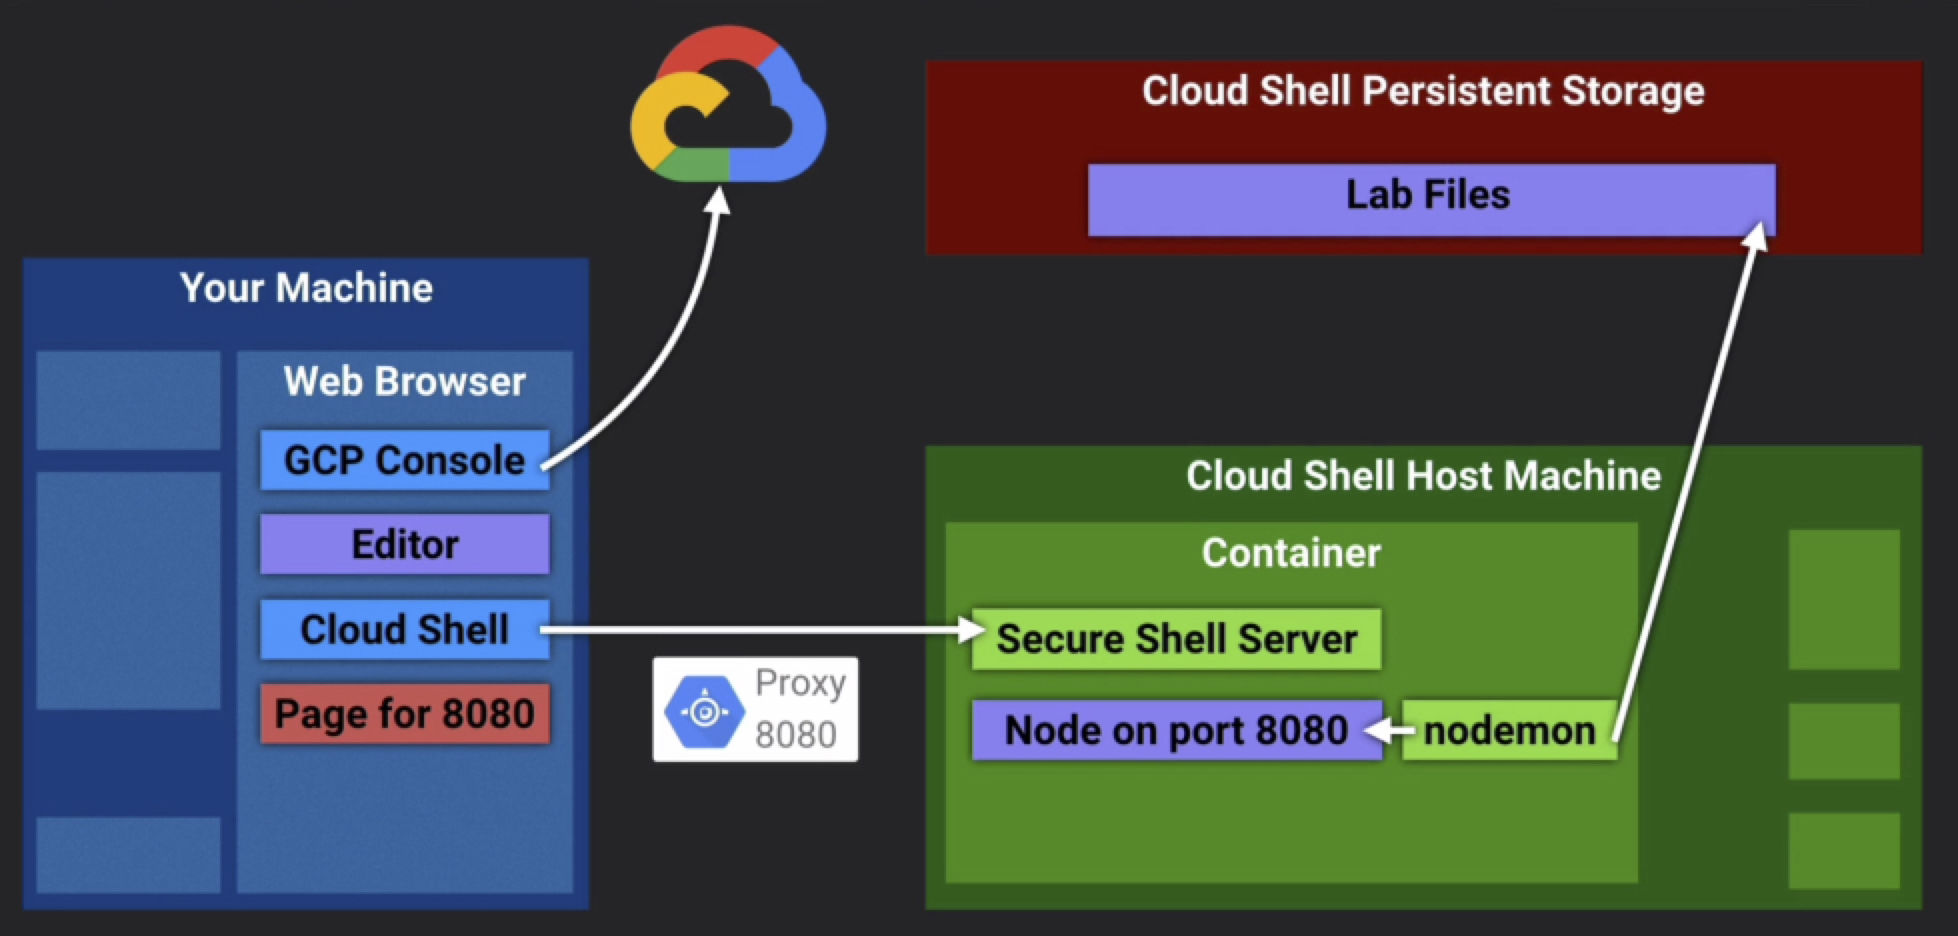 Cloud Shell Persistent Storage
Lab Files
Your Machine
Web Browser
GCP Console
Editor
Cloud Shell
Page for 8080
Proxy
8080
Cloud Shell Host Machine
Container
Secure Shell Server
Node on port 8080
nodemon